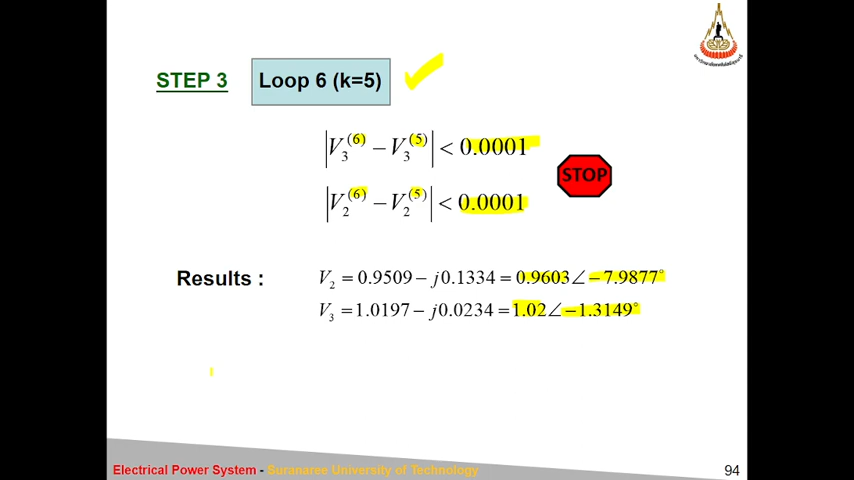 STEP 3
Loop 6 (k=5)
|V₃⁽⁶⁾ − V₃⁽⁵⁾| < 0.0001
STOP
|V₂⁽⁶⁾ − V₂⁽⁵⁾| < 0.0001
Results :
V₂ = 0.9509 − j0.1334 = 0.9603∠−7.9877°
V₃ = 1.0197 − j0.0234 = 1.02∠−1.3149°
Electrical Power System - Suranaree University of Technology
94